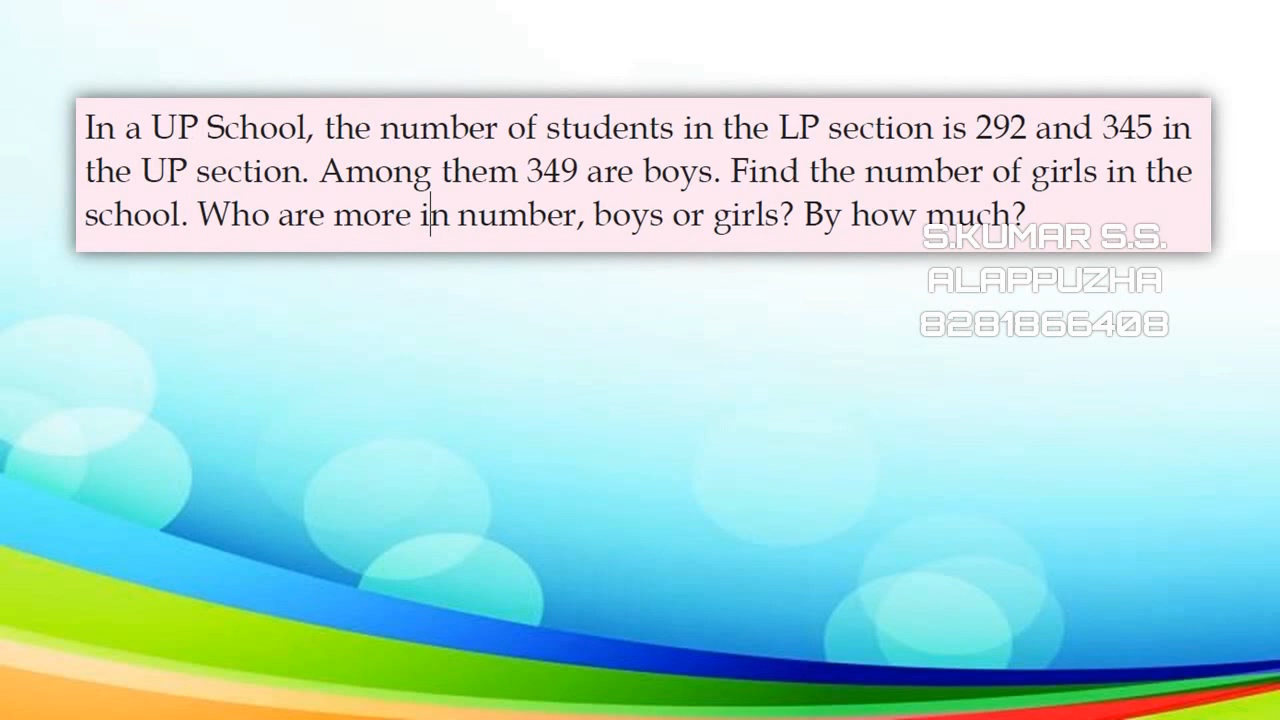 In a UP School, the number of students in the LP section is 292 and 345 in
the UP section. Among them 349 are boys. Find the number of girls in the
school. Who are more in number, boys or girls? By how much?
S.KUMAR S.S.
ALAPPUZHA
8281866408